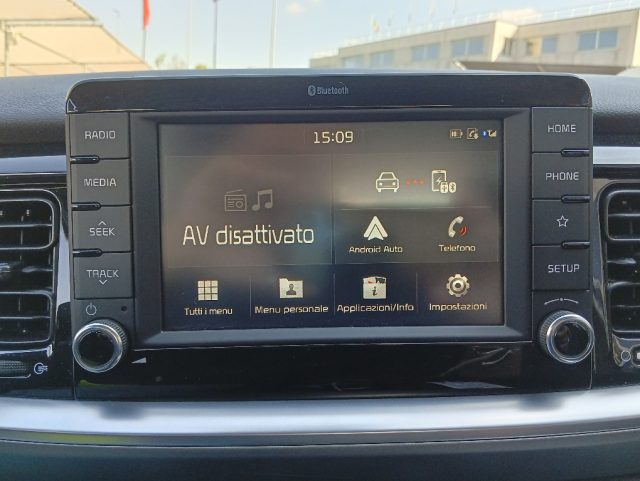 Bluetooth
RADIO
MEDIA
SEEK
TRACK
15:09
AV disattivato
Android Auto
Telefono
Tutti i menu
Menu personale
Applicazioni/Info
Impostazioni
HOME
PHONE
SETUP